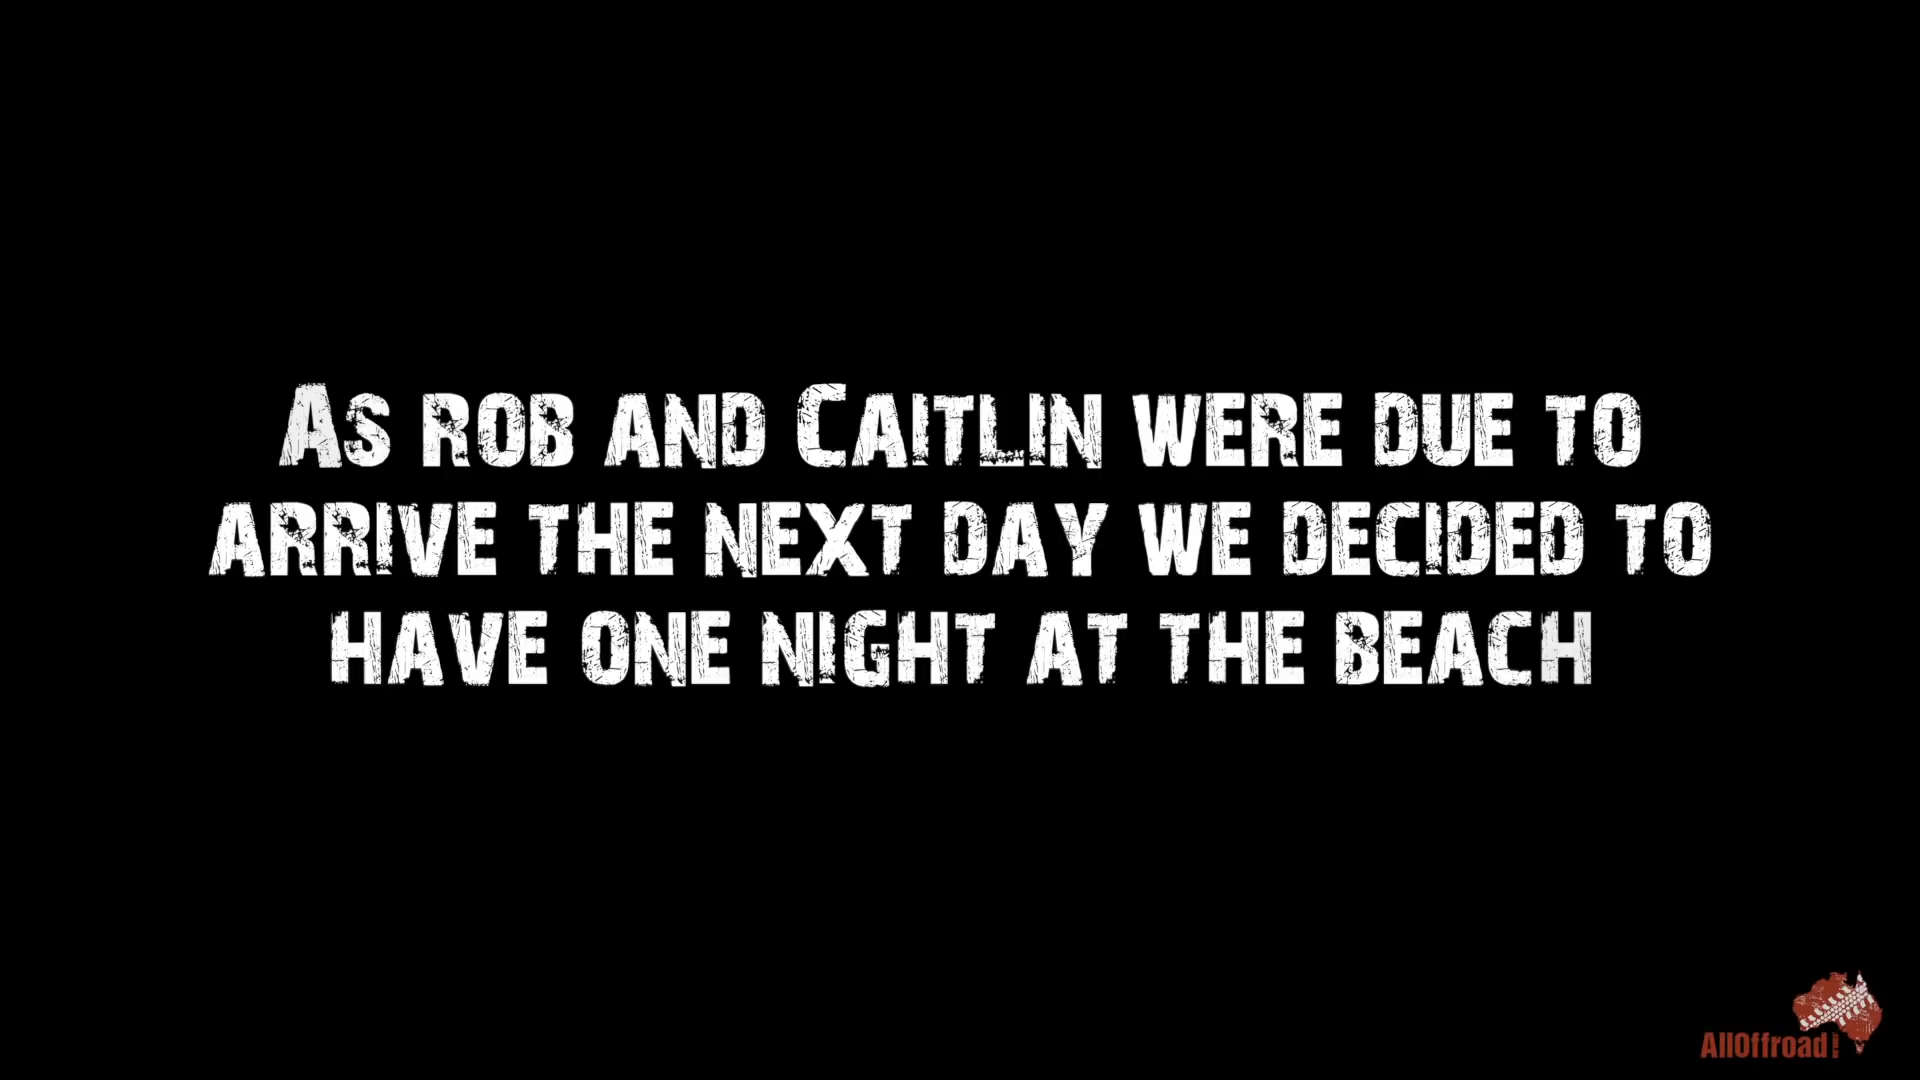 As rob and Caitlin were due to
arrive the next day we decided to
have one night at the beach
AllOffroad